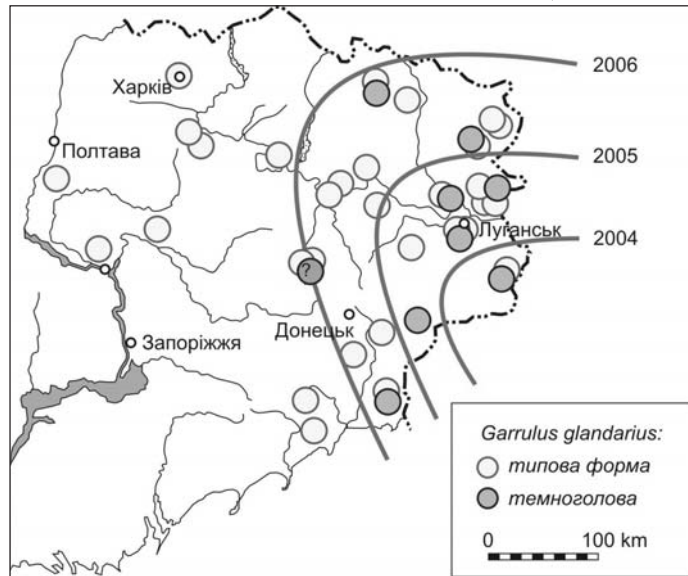 2006
Харків
Полтава
2005
Луганськ
2004
?
Донецьк
Запоріжжя
Garrulus glandarius:
типова форма
темноголова
0 100 km